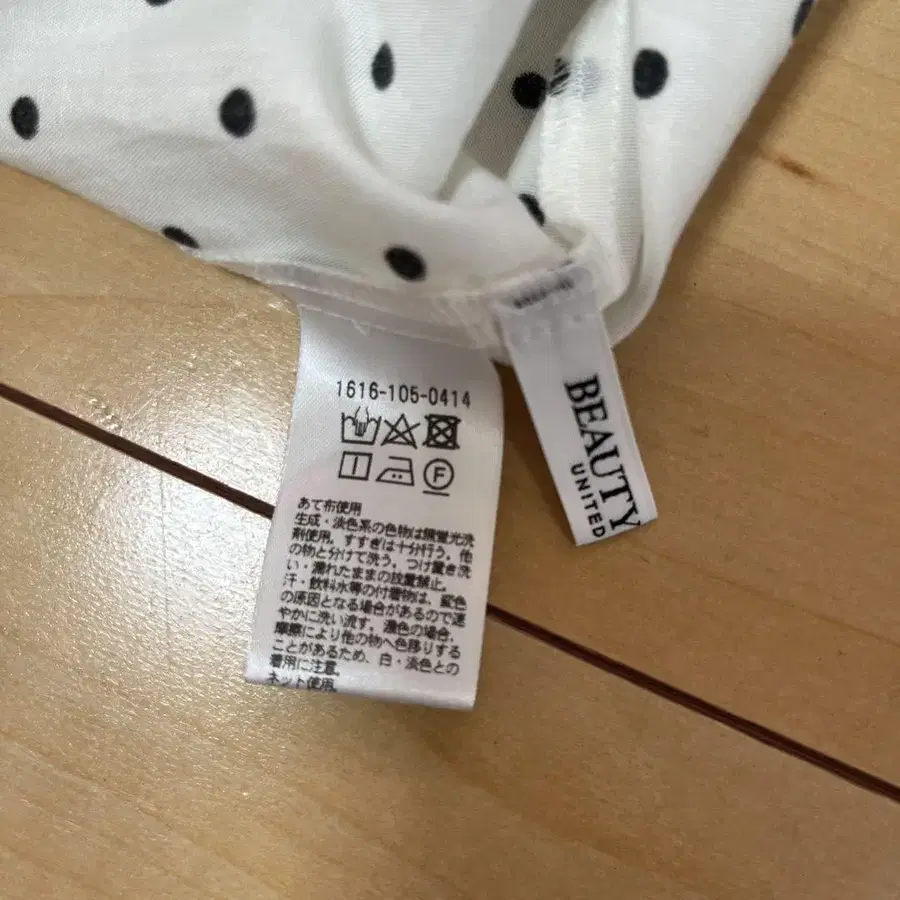 1616-105-0414
F
あて布使用
生成・淡色系の色物は無蛍光洗
剤使用。すすぎは十分行う。他
の物と分けて洗う。つけ置き洗
い・濡れたままの放置禁止。
汗・飲料水等の付着物は、変色
の原因となる場合があるので速
やかに洗い流す。濃色の場合、
摩擦により他の物へ色移りする
ことがあるため、白・淡色との
着用に注意。
ネット使用。
BEAUTY
UNITED